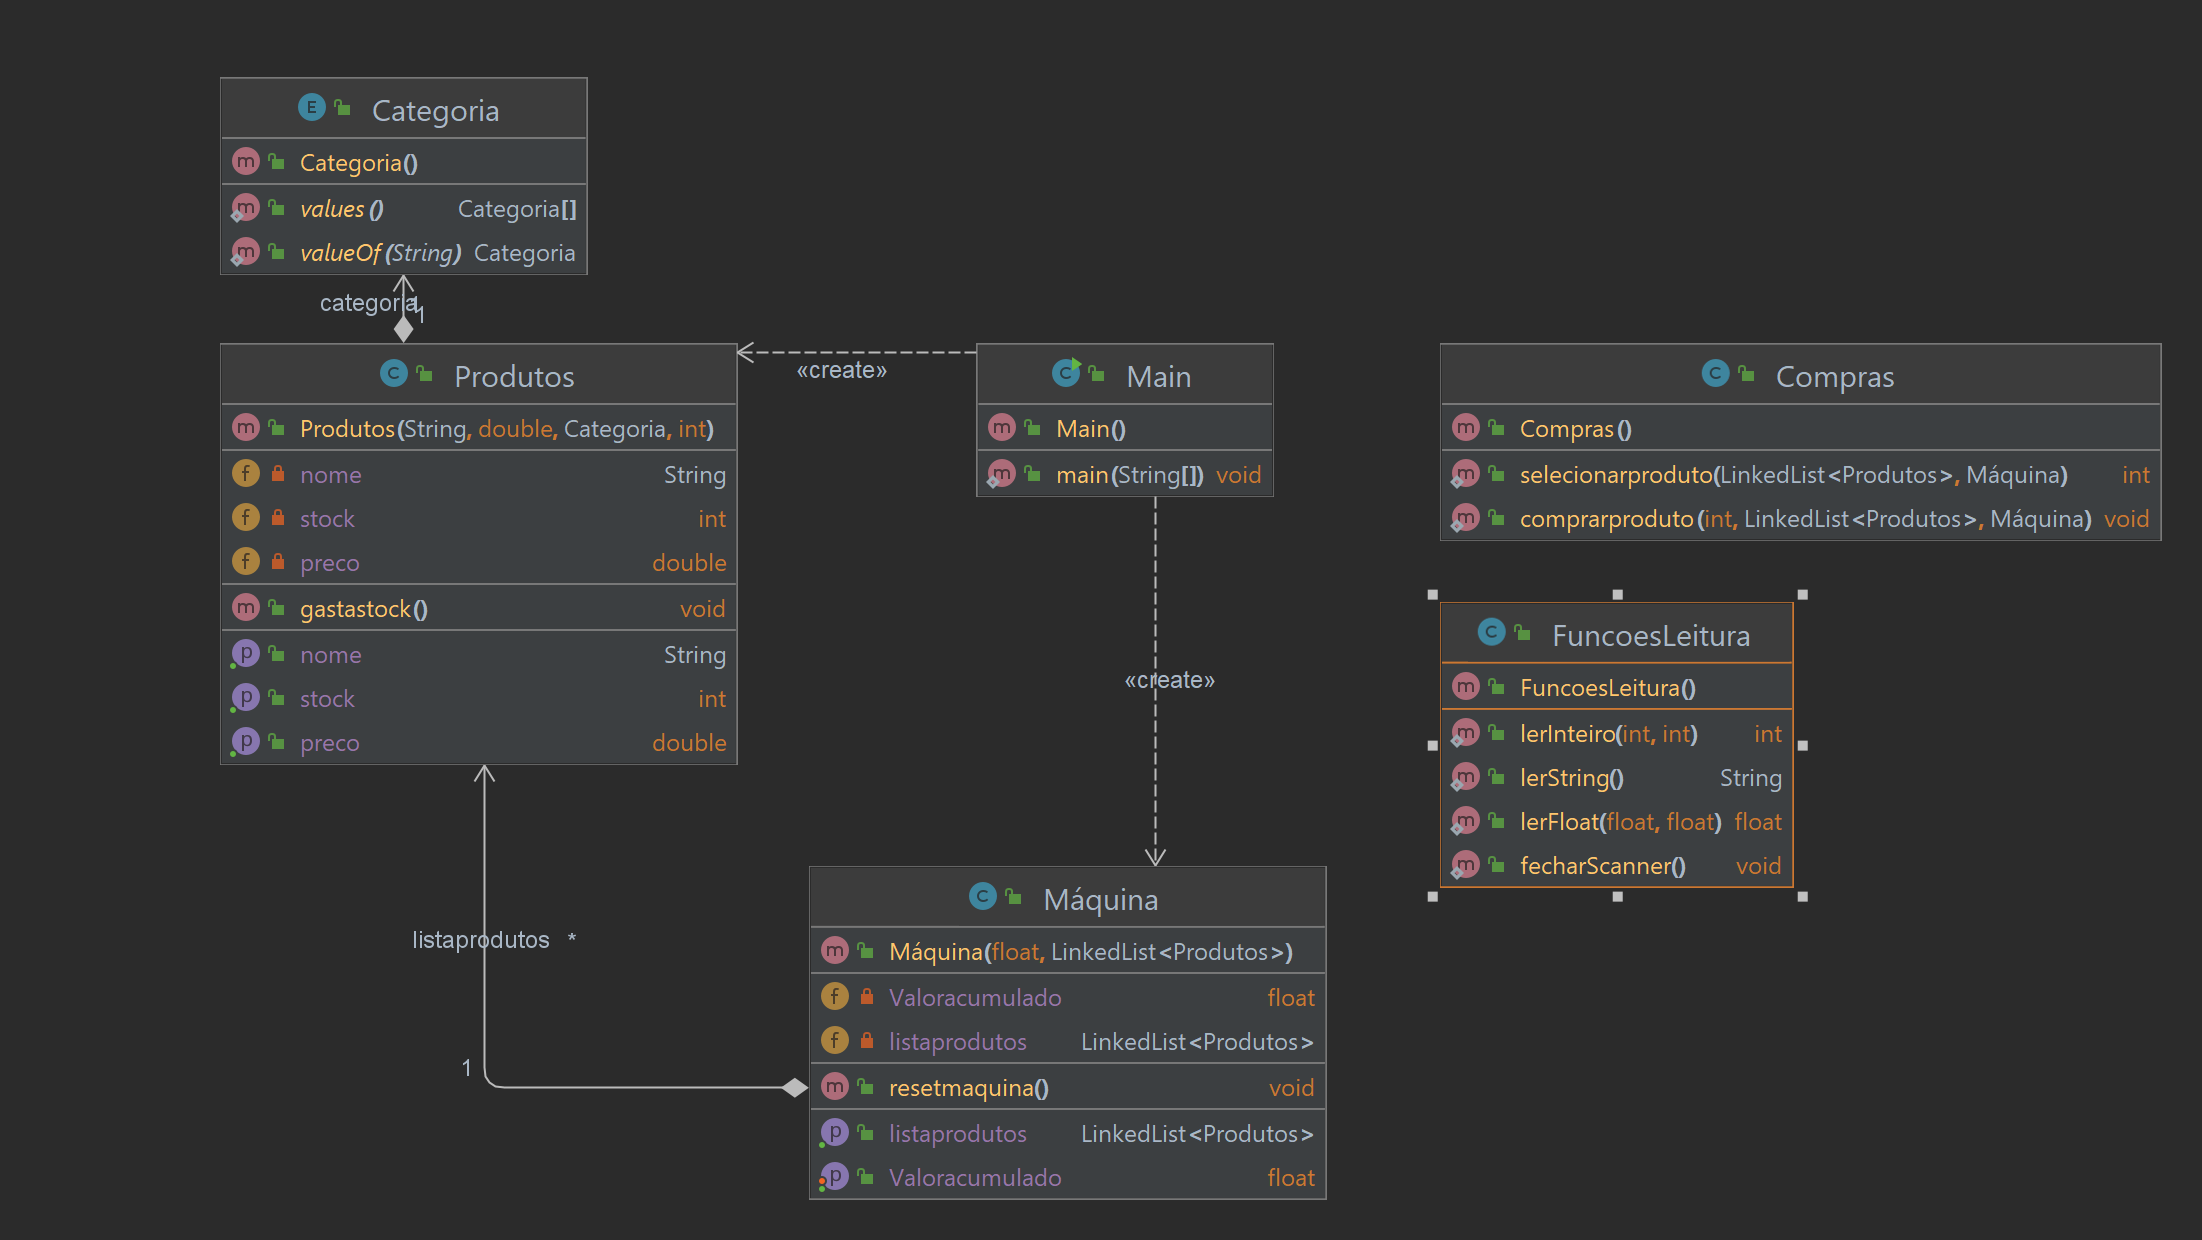 Categoria
Categoria()
values() Categoria[]
valueOf(String) Categoria
categoria
1
Produtos
Produtos(String, double, Categoria, int)
nome String
stock int
preco double
gastastock() void
nome String
stock int
preco double
«create»
Main
Main()
main(String[]) void
«create»
Compras
Compras()
selecionarproduto(LinkedList<Produtos>, Máquina) int
comprarproduto(int, LinkedList<Produtos>, Máquina) void
FuncoesLeitura
FuncoesLeitura()
lerInteiro(int, int) int
lerString() String
lerFloat(float, float) float
fecharScanner() void
listaprodutos *
1
Máquina
Máquina(float, LinkedList<Produtos>)
Valoracumulado float
listaprodutos LinkedList<Produtos>
resetmaquina() void
listaprodutos LinkedList<Produtos>
Valoracumulado float